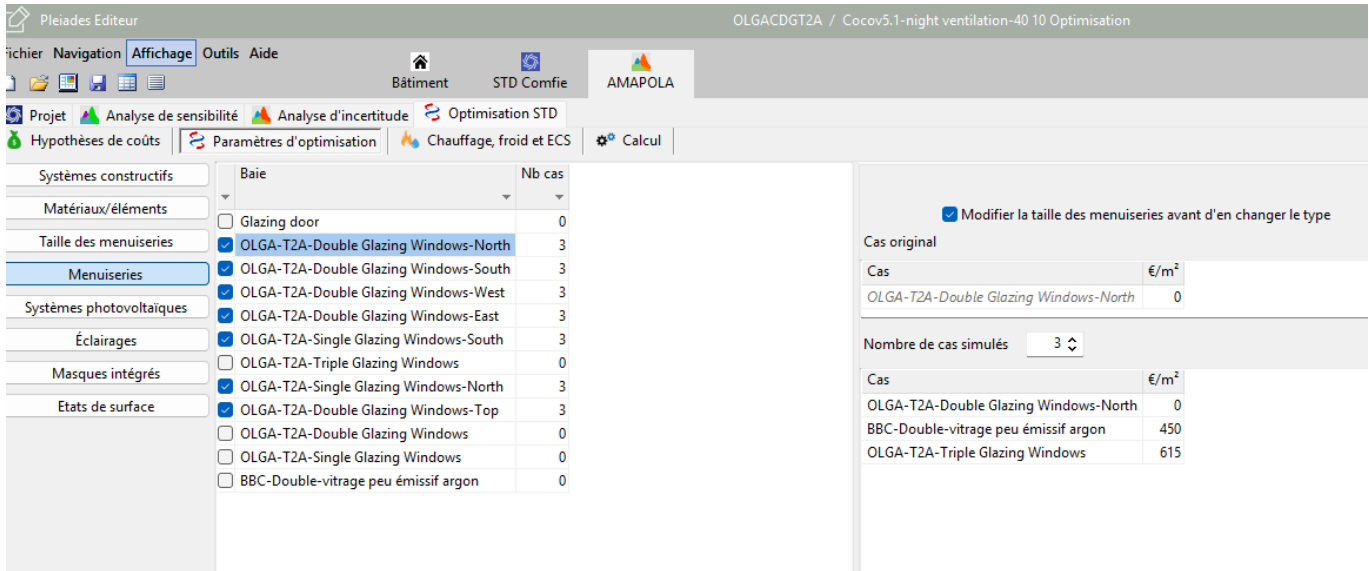 Pleiades Editeur
OLGACDGT2A / Cocov5.1-night ventilation-40 10 Optimisation
Fichier Navigation Affichage Outils Aide
Bâtiment STD Comfie AMAPOLA
Projet Analyse de sensibilité Analyse d'incertitude Optimisation STD
Hypothèses de coûts Paramètres d'optimisation Chauffage, froid et ECS Calcul
Systèmes constructifs
Matériaux/éléments
Taille des menuiseries
Menuiseries
Systèmes photovoltaïques
Éclairages
Masques intégrés
Etats de surface
Baie Nb cas
Glazing door 0
OLGA-T2A-Double Glazing Windows-North 3
OLGA-T2A-Double Glazing Windows-South 3
OLGA-T2A-Double Glazing Windows-West 3
OLGA-T2A-Double Glazing Windows-East 3
OLGA-T2A-Single Glazing Windows-South 3
OLGA-T2A-Triple Glazing Windows 0
OLGA-T2A-Single Glazing Windows-North 3
OLGA-T2A-Double Glazing Windows-Top 3
OLGA-T2A-Double Glazing Windows 0
OLGA-T2A-Single Glazing Windows 0
BBC-Double-vitrage peu émissif argon 0
Modifier la taille des menuiseries avant d'en changer le type
Cas original
Cas €/m²
OLGA-T2A-Double Glazing Windows-North 0
Nombre de cas simulés 3
Cas €/m²
OLGA-T2A-Double Glazing Windows-North 0
BBC-Double-vitrage peu émissif argon 450
OLGA-T2A-Triple Glazing Windows 615